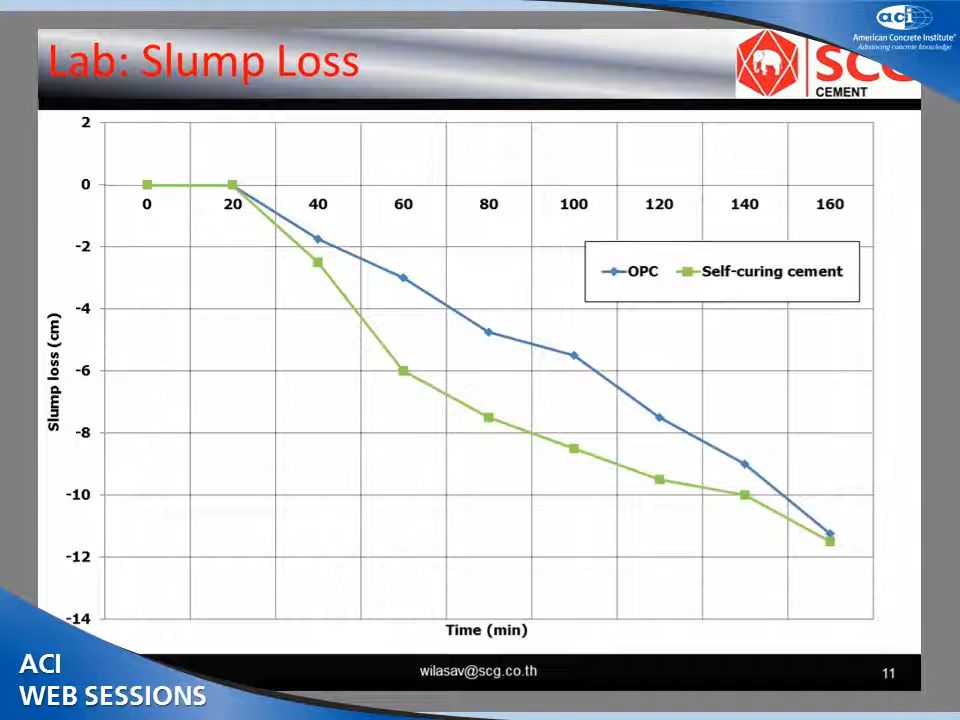 aci
American Concrete Institute®
Advancing concrete knowledge
Lab: Slump Loss
CEMENT
2
0
-2
-4
-6
-8
-10
-12
-14
0 20 40 60 80 100 120 140 160
OPC Self-curing cement
Slump loss (cm)
Time (min)
ACI
WEB SESSIONS
wilasav@scg.co.th
11